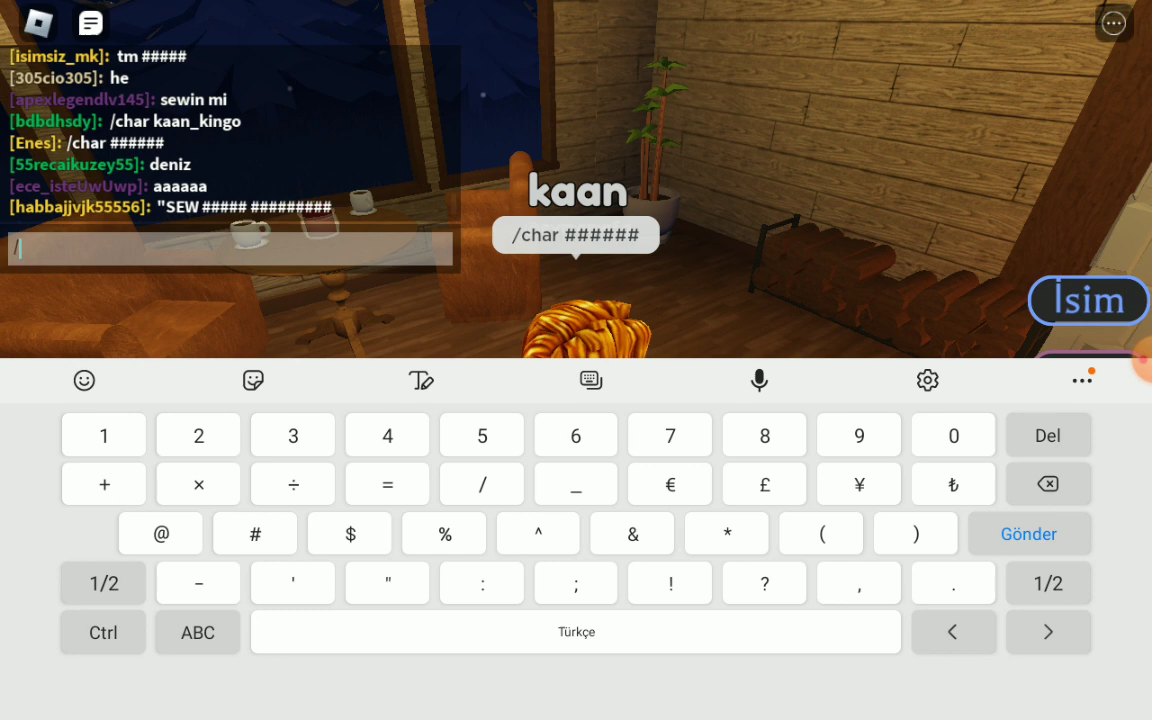 [isimsiz_mk]: tm #####
[305cio305]: he
[apexlegendlv145]: sewin mi
[bdbdhsdy]: /char kaan_kingo
[Enes]: /char ######
[55recaikuzey55]: deniz
[ece_isteUwUwp]: aaaaaa
[habbajjvjk55556]: "SEW ##### #########
/
kaan
/char ######
İsim
1 2 3 4 5 6 7 8 9 0 Del
+ × ÷ = / _ € £ ¥ ₺
@ # $ % ^ & * ( ) Gönder
1/2 - ' " : ; ! ? , . 1/2
Ctrl ABC Türkçe < >